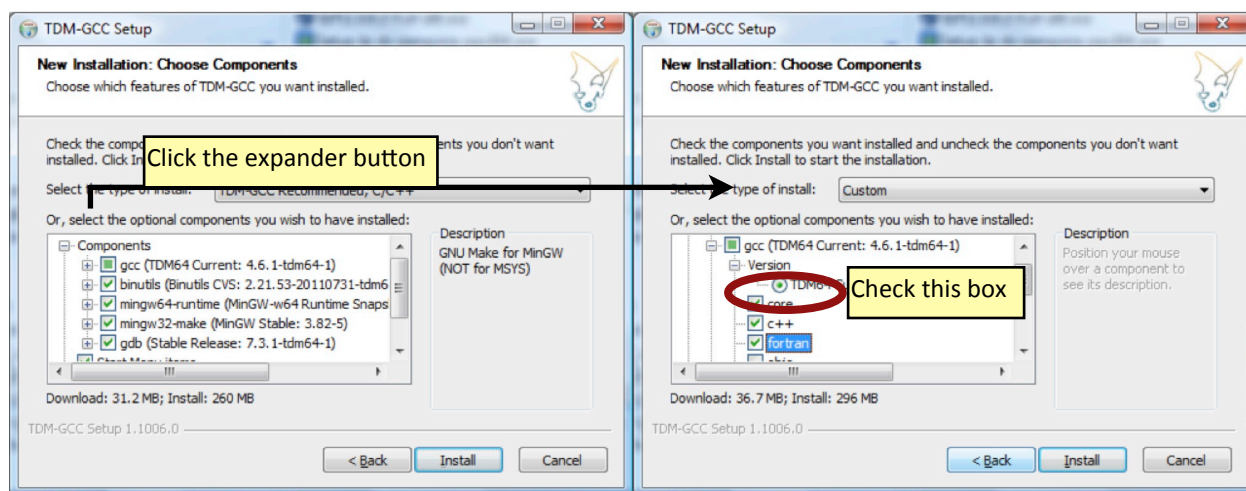 TDM-GCC Setup
New Installation: Choose Components
Choose which features of TDM-GCC you want installed.
Check the comp ents you don't want
installed. Click In
Click the expander button
Select the type of install: TDM-GCC Recommended, C/C++
Or, select the optional components you wish to have installed:
Components
gcc (TDM64 Current: 4.6.1-tdm64-1)
binutils (Binutils CVS: 2.21.53-20110731-tdm6
mingw64-runtime (MinGW-w64 Runtime Snaps
mingw32-make (MinGW Stable: 3.82-5)
gdb (Stable Release: 7.3.1-tdm64-1)
Start Menu items
Description
GNU Make for MinGW
(NOT for MSYS)
Download: 31.2 MB; Install: 260 MB
TDM-GCC Setup 1.1006.0
< Back Install Cancel
TDM-GCC Setup
New Installation: Choose Components
Choose which features of TDM-GCC you want installed.
Check the components you want installed and uncheck the components you don't want
installed. Click Install to start the installation.
Select the type of install: Custom
Or, select the optional components you wish to have installed:
gcc (TDM64 Current: 4.6.1-tdm64-1)
Version
TDM64
Check this box
core
c++
fortran
Description
Position your mouse
over a component to
see its description.
Download: 36.7 MB; Install: 296 MB
TDM-GCC Setup 1.1006.0
< Back Install Cancel